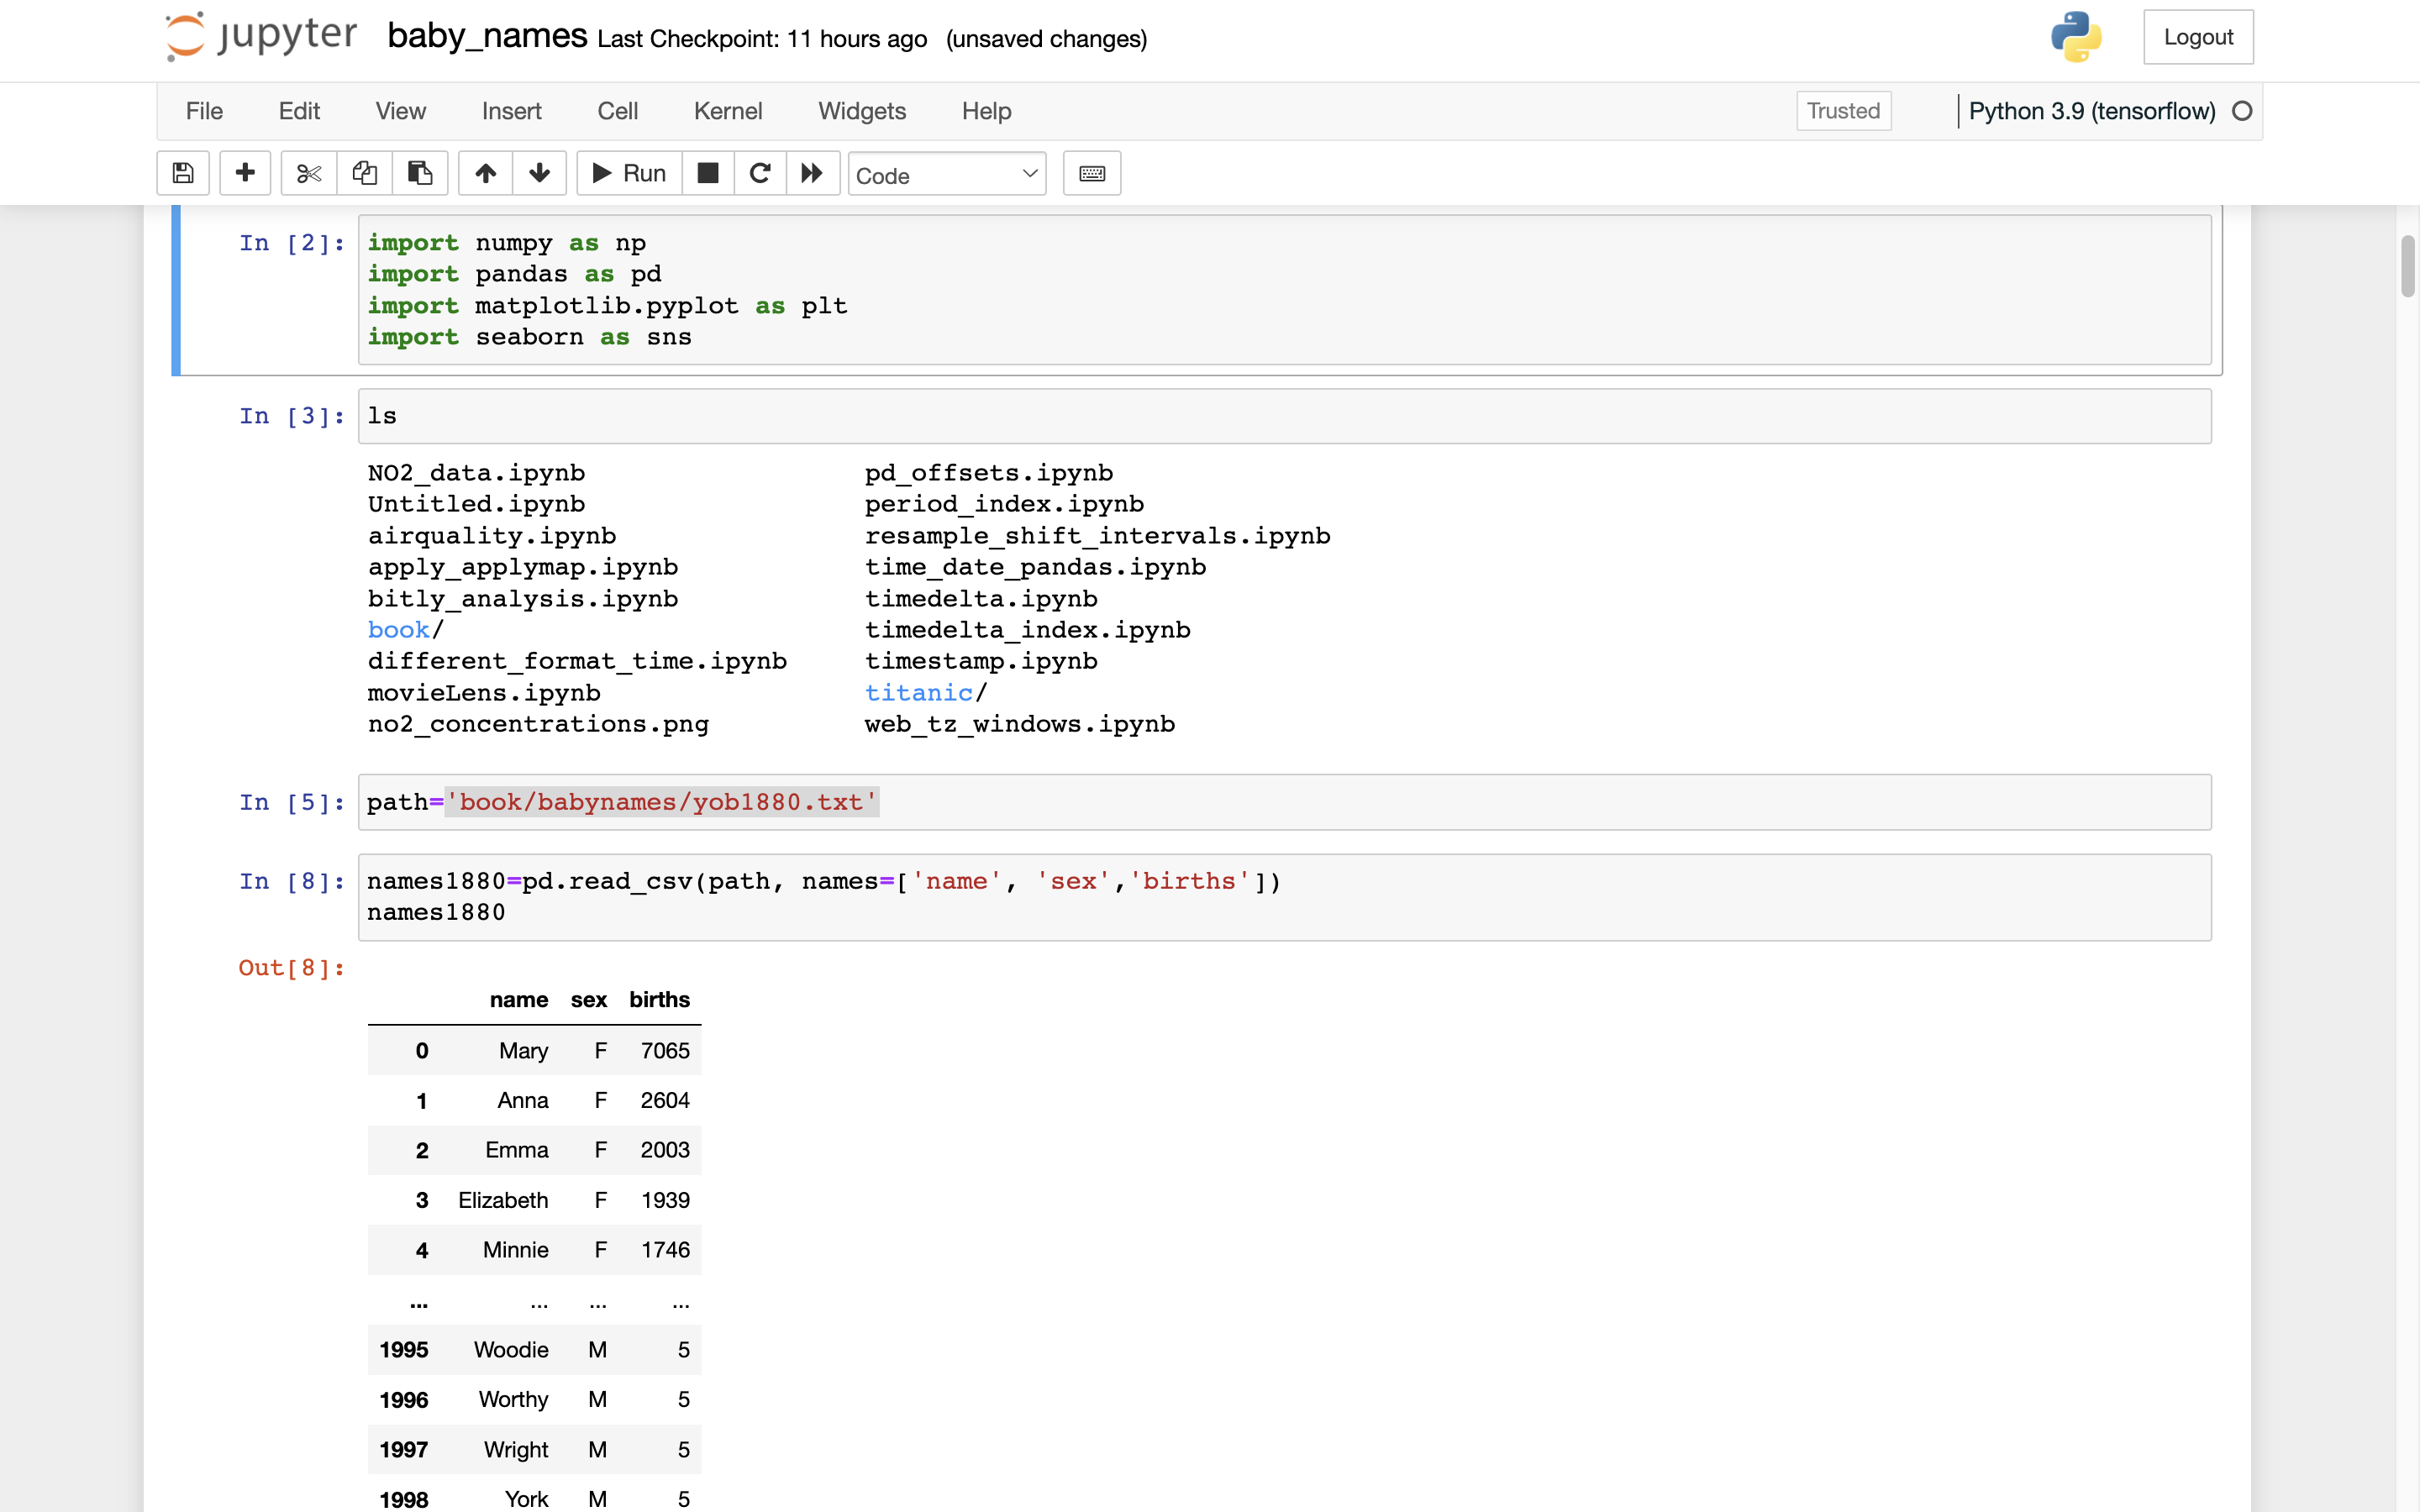 jupyter baby_names Last Checkpoint: 11 hours ago (unsaved changes) Logout
File Edit View Insert Cell Kernel Widgets Help Trusted Python 3.9 (tensorflow)
Run Code
In [2]: import numpy as np
import pandas as pd
import matplotlib.pyplot as plt
import seaborn as sns
In [3]: ls
NO2_data.ipynb pd_offsets.ipynb
Untitled.ipynb period_index.ipynb
airquality.ipynb resample_shift_intervals.ipynb
apply_applymap.ipynb time_date_pandas.ipynb
bitly_analysis.ipynb timedelta.ipynb
book/ timedelta_index.ipynb
different_format_time.ipynb timestamp.ipynb
movieLens.ipynb titanic/
no2_concentrations.png web_tz_windows.ipynb
In [5]: path='book/babynames/yob1880.txt'
In [8]: names1880=pd.read_csv(path, names=['name', 'sex','births'])
names1880
Out[8]:
name sex births
0 Mary F 7065
1 Anna F 2604
2 Emma F 2003
3 Elizabeth F 1939
4 Minnie F 1746
... ... ... ...
1995 Woodie M 5
1996 Worthy M 5
1997 Wright M 5
1998 York M 5